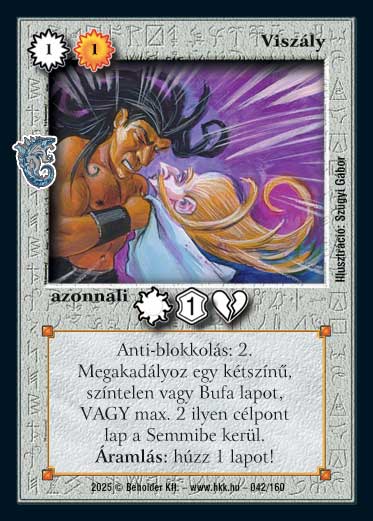 1 1 Viszály
Illusztráció: Szűgyi Gábor
azonnali
1
Anti-blokkolás: 2.
Megakadályoz egy kétszínű,
színtelen vagy Bufa lapot,
VAGY max. 2 ilyen célpont
lap a Semmibe kerül.
Áramlás: húzz 1 lapot!
2025 © Beholder Kft. – www.hkk.hu – 042/160